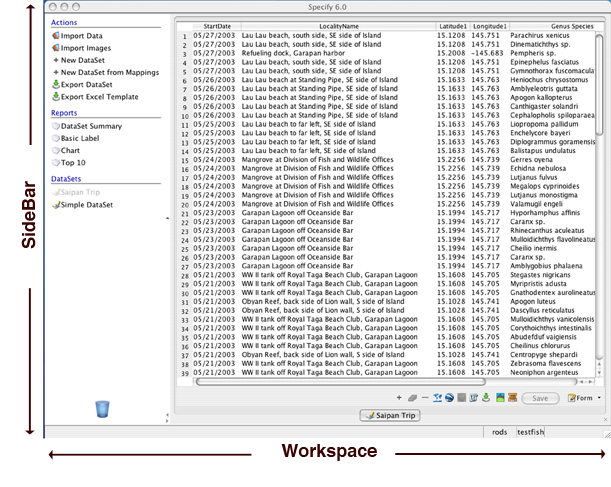 Specify 6.0
Actions
Import Data
Import Images
New DataSet
New DataSet from Mappings
Export DataSet
Export Excel Template
Reports
DataSet Summary
Basic Label
Chart
Top 10
DataSets
Saipan Trip
Simple DataSet
SideBar
StartDate LocalityName Latitude1 Longitude1 Genus Species
1 05/27/2003 Lau Lau beach, south side, SE side of Island 15.1208 145.751 Parachirus xenicus
2 05/27/2003 Lau Lau beach, south side, SE side of Island 15.1208 145.751 Dinematichthys sp.
3 05/27/2003 Refueling dock, Garapan harbor 15.2008 -145.683 Pempheris sp.
4 05/27/2003 Lau Lau beach, south side, SE side of Island 15.1208 145.751 Epinephelus fasciatus
5 05/27/2003 Lau Lau beach, south side, SE side of Island 15.1208 145.751 Gymnothorax fuscomacula
6 05/26/2003 Lau Lau beach at Standing Pipe, SE side of Island 15.1633 145.763 Heniochus chrysostomus
7 05/26/2003 Lau Lau beach at Standing Pipe, SE side of Island 15.1633 145.763 Amblyeleotris guttata
8 05/26/2003 Lau Lau beach at Standing Pipe, SE side of Island 15.1633 145.763 Apogon kallopterus
9 05/26/2003 Lau Lau beach at Standing Pipe, SE side of Island 15.1633 145.763 Canthigaster solandri
10 05/26/2003 Lau Lau beach at Standing Pipe, SE side of Island 15.1633 145.763 Cephalopholis spiloparaea
11 05/25/2003 Lau Lau beach to far left, SE side of Island 15.1633 145.763 Liopropoma pallidum
12 05/25/2003 Lau Lau beach to far left, SE side of Island 15.1633 145.763 Enchelycore bayeri
13 05/25/2003 Lau Lau beach to far left, SE side of Island 15.1633 145.763 Diplogrammus goramensis
14 05/25/2003 Lau Lau beach to far left, SE side of Island 15.1633 145.763 Balistapus undulatus
15 05/24/2003 Mangrove at Division of Fish and Wildlife Offices 15.2256 145.739 Gerres oyena
16 05/24/2003 Mangrove at Division of Fish and Wildlife Offices 15.2256 145.739 Echidna nebulosa
17 05/24/2003 Mangrove at Division of Fish and Wildlife Offices 15.2256 145.739 Lutjanus fulvus
18 05/24/2003 Mangrove at Division of Fish and Wildlife Offices 15.2256 145.739 Megalops cyprinoides
19 05/24/2003 Mangrove at Division of Fish and Wildlife Offices 15.2256 145.739 Lutjanus monostigma
20 05/24/2003 Mangrove at Division of Fish and Wildlife Offices 15.2256 145.739 Valamugil engeli
21 05/23/2003 Garapan Lagoon off Oceanside Bar 15.1994 145.717 Hyporhamphus affinis
22 05/23/2003 Garapan Lagoon off Oceanside Bar 15.1994 145.717 Caranx sp.
23 05/23/2003 Garapan Lagoon off Oceanside Bar 15.1994 145.717 Rhinecanthus aculeatus
24 05/23/2003 Garapan Lagoon off Oceanside Bar 15.1994 145.717 Mulloidichthys flavolineatus
25 05/23/2003 Garapan Lagoon off Oceanside Bar 15.1994 145.717 Cheilio inermis
26 05/23/2003 Garapan Lagoon off Oceanside Bar 15.1994 145.717 Caranx sp.
27 05/23/2003 Garapan Lagoon off Oceanside Bar 15.1994 145.717 Amblygobius phalaena
28 05/21/2003 WW II tank off Royal Taga Beach Club, Garapan Lagoon 15.1608 145.705 Stegastes nigricans
29 05/21/2003 WW II tank off Royal Taga Beach Club, Garapan Lagoon 15.1608 145.705 Myripristis adusta
30 05/21/2003 WW II tank off Royal Taga Beach Club, Garapan Lagoon 15.1608 145.705 Gnathodentex aurolineatus
31 05/21/2003 Obyan Reef, back side of Lion wall, S side of Island 15.1028 145.741 Apogon luteus
32 05/21/2003 Obyan Reef, back side of Lion wall, S side of Island 15.1028 145.741 Dascyllus reticulatus
33 05/21/2003 WW II tank off Royal Taga Beach Club, Garapan Lagoon 15.1608 145.705 Mulloidichthys vanicolensis
34 05/21/2003 WW II tank off Royal Taga Beach Club, Garapan Lagoon 15.1608 145.705 Corythoichthys intestinalis
35 05/21/2003 WW II tank off Royal Taga Beach Club, Garapan Lagoon 15.1608 145.705 Abudefduf vaigiensis
36 05/21/2003 WW II tank off Royal Taga Beach Club, Garapan Lagoon 15.1608 145.705 Cheilinus chlorurus
37 05/21/2003 Obyan Reef, back side of Lion wall, S side of Island 15.1028 145.741 Centropyge shepardi
38 05/21/2003 WW II tank off Royal Taga Beach Club, Garapan Lagoon 15.1608 145.705 Zebrasoma flavescens
39 05/21/2003 WW II tank off Royal Taga Beach Club, Garapan Lagoon 15.1608 145.705 Neoniphon argenteus
Save
Form
Saipan Trip
rods testfish
Workspace